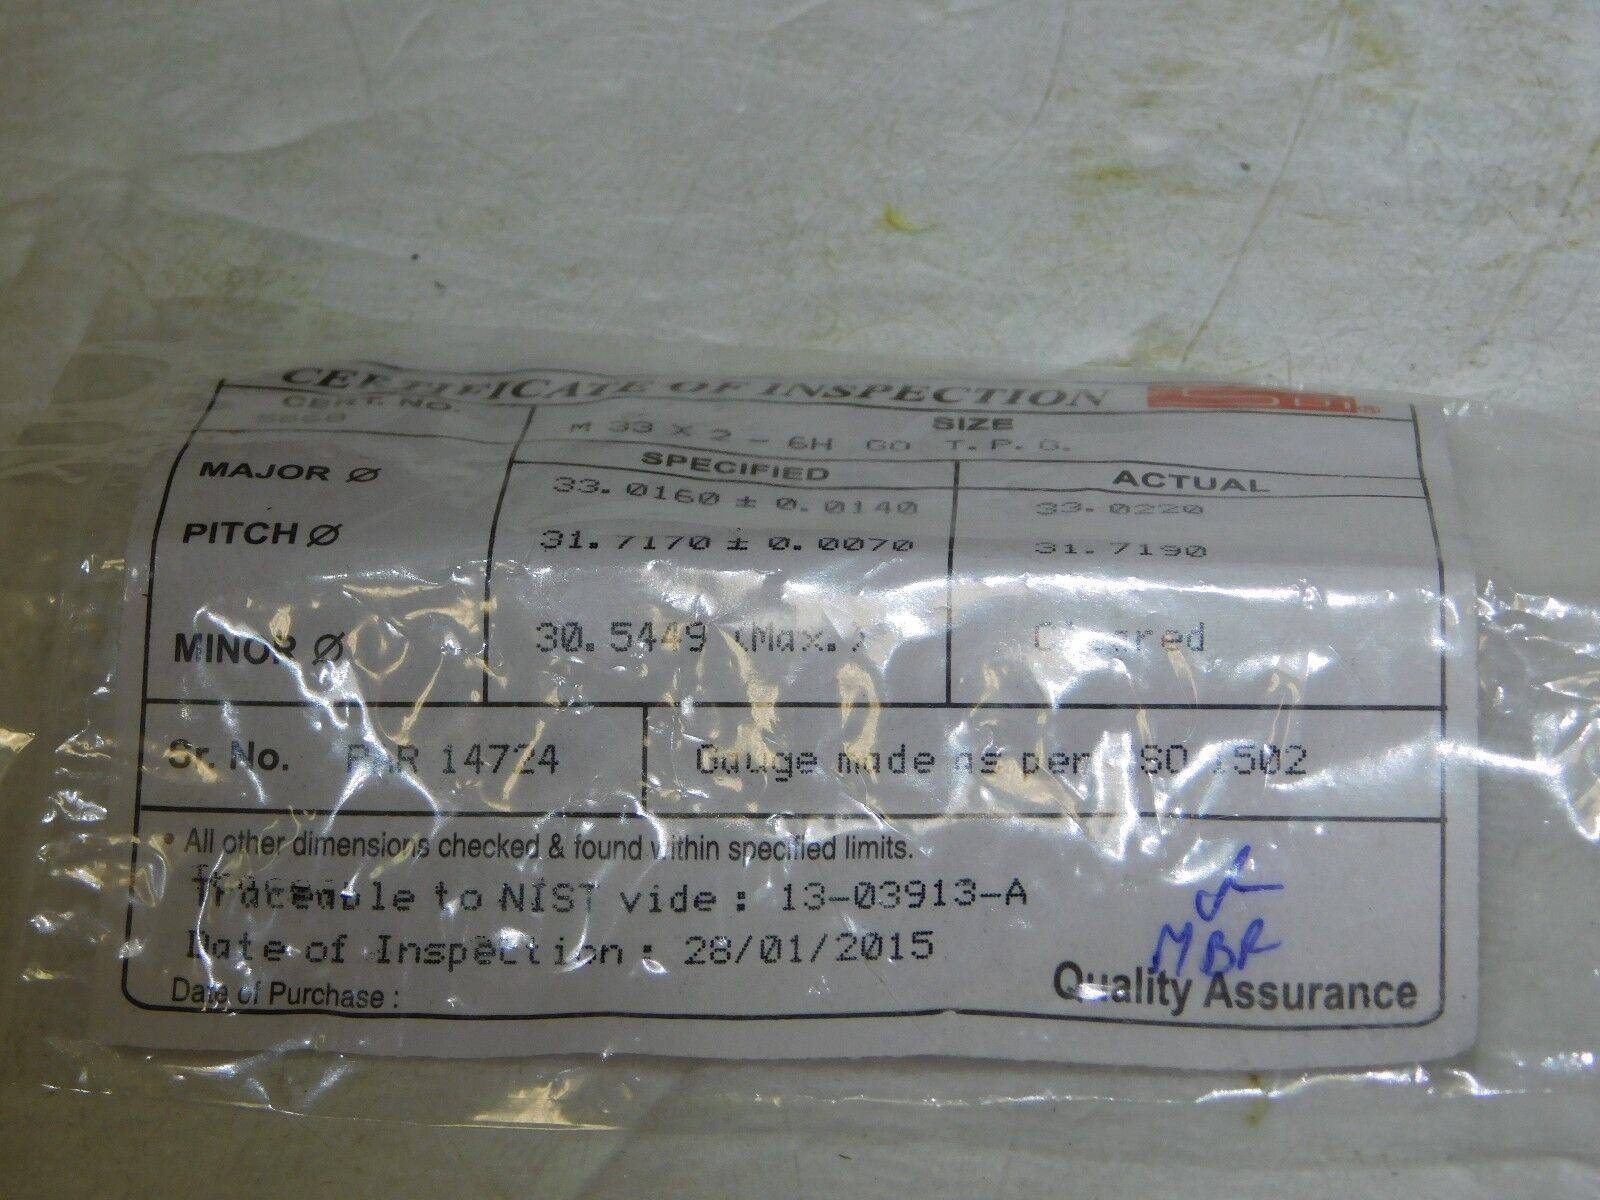 CERTIFICATE OF INSPECTION
CERT. NO.
SIZE
M 33 X 2 - 6H GO T.P.G.
SPECIFIED
ACTUAL
MAJOR Ø
33.0160 ± 0.0140
33.0220
PITCH Ø
31.7170 ± 0.0070
31.7190
MINOR Ø
30.5449 (Max.)
Cleared
Sr. No. 14724
Gauge made as per ISO 1502
• All other dimensions checked & found within specified limits.
Traceable to NIST vide : 13-03913-A
Date of Inspection : 28/01/2015
Date of Purchase :
MBR
Quality Assurance